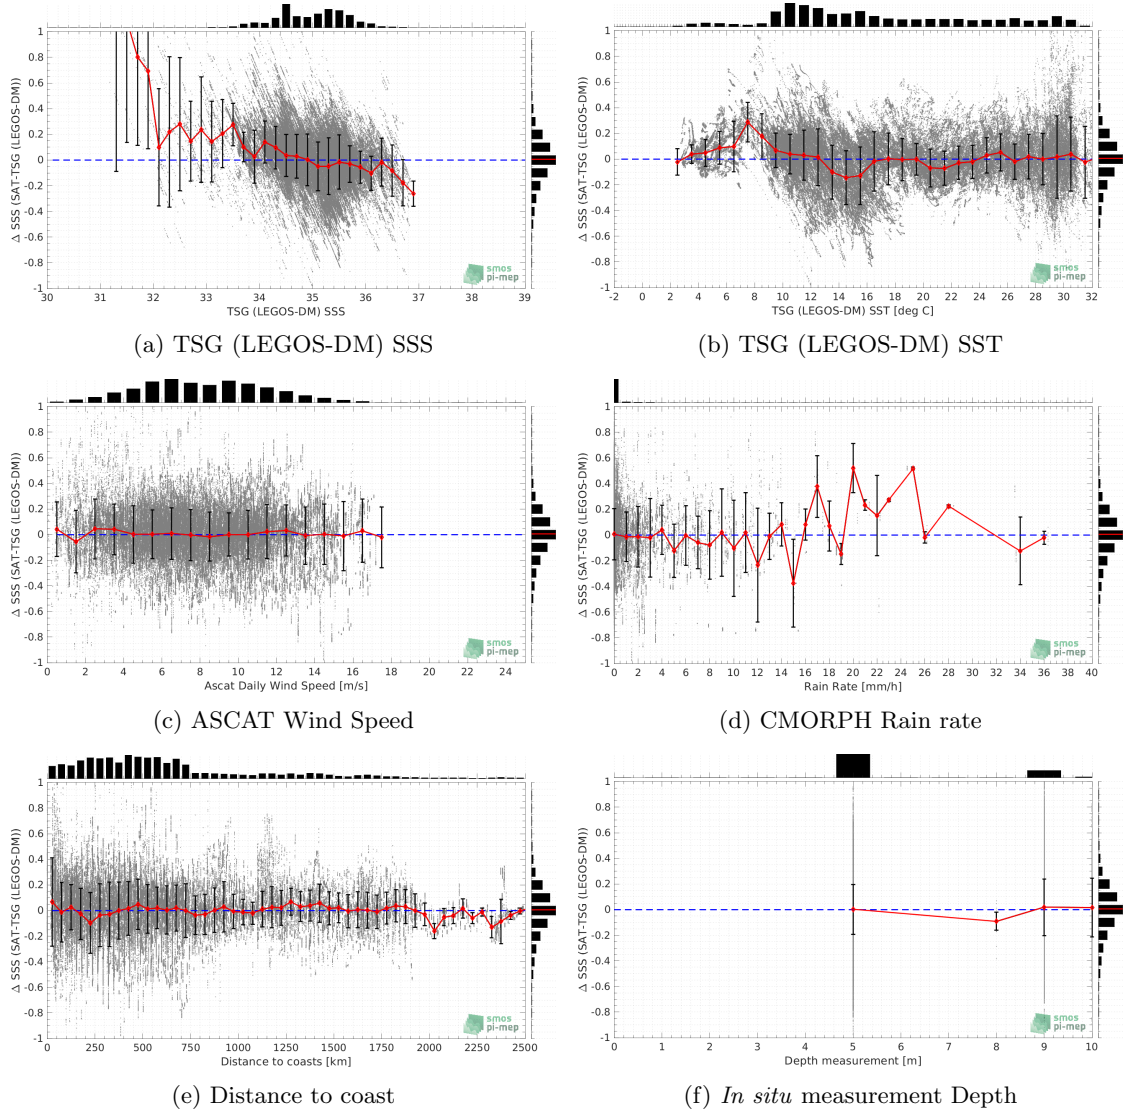 Δ SSS (SAT-TSG (LEGOS-DM))
1
0.8
0.6
0.4
0.2
0
-0.2
-0.4
-0.6
-0.8
-1
30 31 32 33 34 35 36 37 38 39
TSG (LEGOS-DM) SSS
smos
pi-mep
(a) TSG (LEGOS-DM) SSS
Δ SSS (SAT-TSG (LEGOS-DM))
1
0.8
0.6
0.4
0.2
0
-0.2
-0.4
-0.6
-0.8
-1
-2 0 2 4 6 8 10 12 14 16 18 20 22 24 26 28 30 32
TSG (LEGOS-DM) SST [deg C]
smos
pi-mep
(b) TSG (LEGOS-DM) SST
Δ SSS (SAT-TSG (LEGOS-DM))
1
0.8
0.6
0.4
0.2
0
-0.2
-0.4
-0.6
-0.8
-1
0 2 4 6 8 10 12 14 16 18 20 22 24
Ascat Daily Wind Speed [m/s]
smos
pi-mep
(c) ASCAT Wind Speed
Δ SSS (SAT-TSG (LEGOS-DM))
1
0.8
0.6
0.4
0.2
0
-0.2
-0.4
-0.6
-0.8
-1
0 2 4 6 8 10 12 14 16 18 20 22 24 26 28 30 32 34 36 38 40
Rain Rate [mm/h]
smos
pi-mep
(d) CMORPH Rain rate
Δ SSS (SAT-TSG (LEGOS-DM))
1
0.8
0.6
0.4
0.2
0
-0.2
-0.4
-0.6
-0.8
-1
0 250 500 750 1000 1250 1500 1750 2000 2250 2500
Distance to coasts [km]
smos
pi-mep
(e) Distance to coast
Δ SSS (SAT-TSG (LEGOS-DM))
1
0.8
0.6
0.4
0.2
0
-0.2
-0.4
-0.6
-0.8
-1
0 1 2 3 4 5 6 7 8 9 10
Depth measurement [m]
smos
pi-mep
(f) In situ measurement Depth